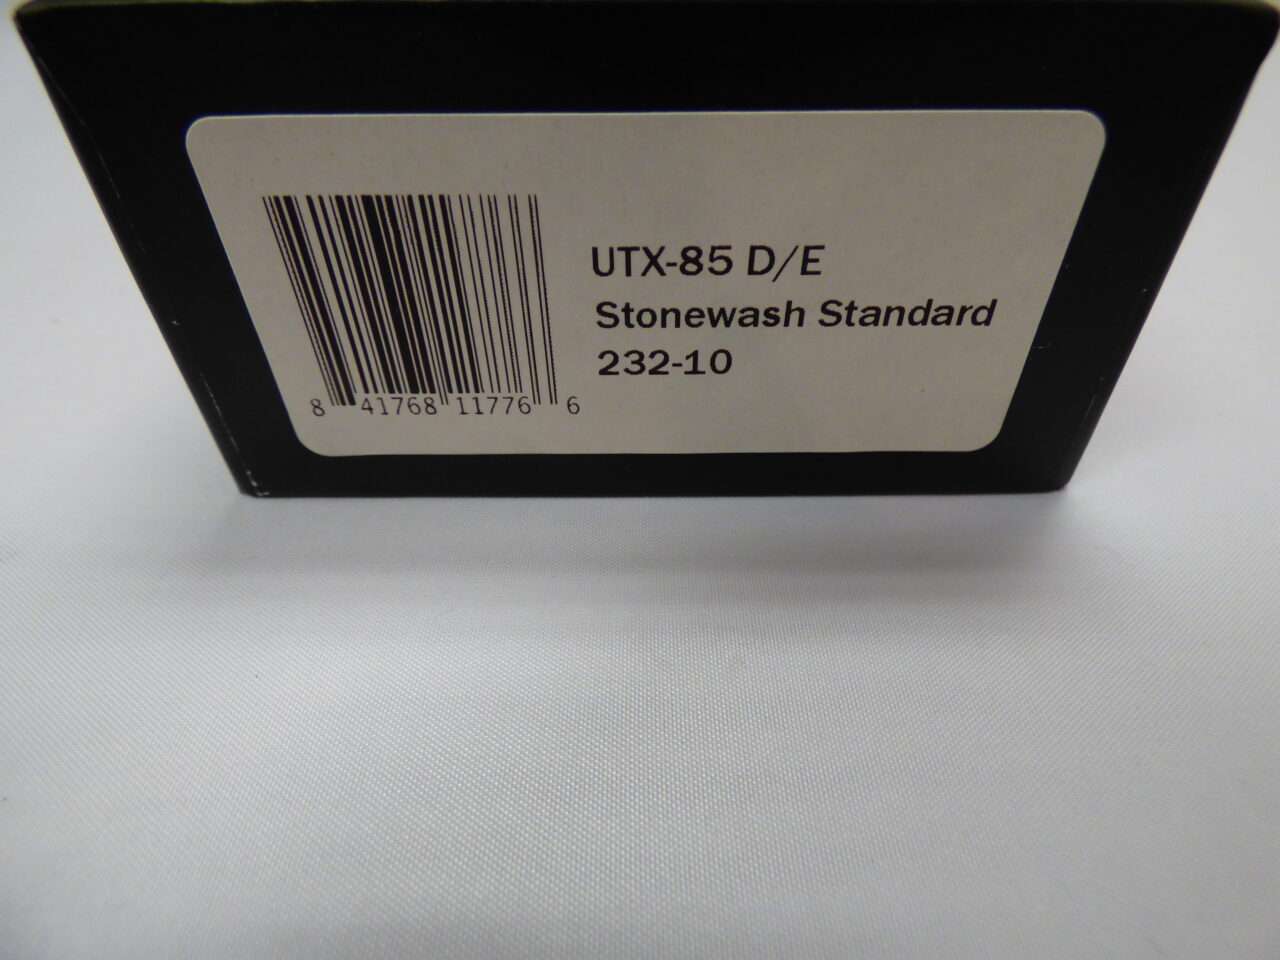 UTX-85 D/E
Stonewash Standard
232-10
8 41768 11776 6